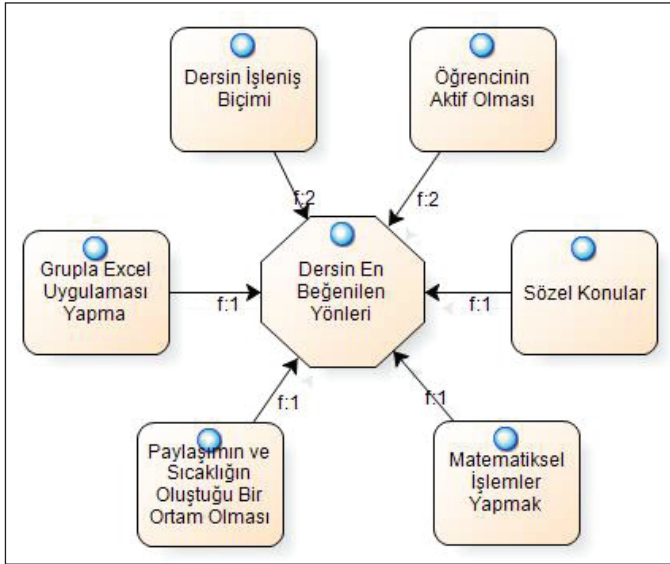 Dersin İşleniş
Biçimi
Öğrencinin
Aktif Olması
f:2
f:2
Grupla Excel
Uygulaması
Yapma
f:1
Dersin En
Beğenilen
Yönleri
f:1
Sözel Konular
f:1
f:1
Paylaşımın ve
Sıcaklığın
Oluştuğu Bir
Ortam Olması
Matematiksel
İşlemler
Yapmak